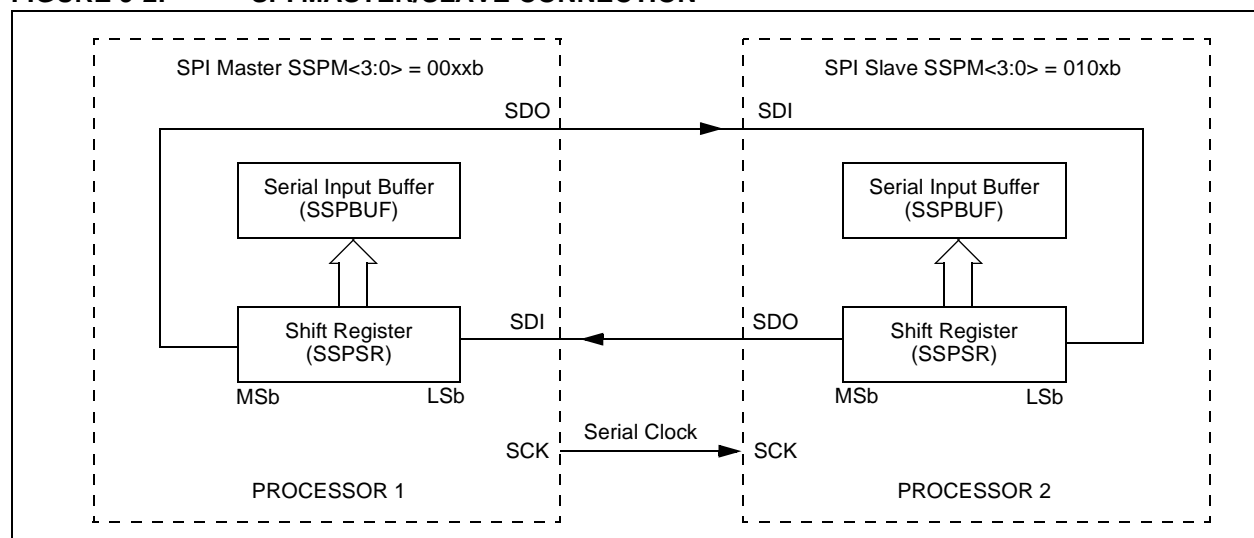 SPI Master SSPM<3:0> = 00xxb
SPI Slave SSPM<3:0> = 010xb
SDO
SDI
Serial Input Buffer
(SSPBUF)
Serial Input Buffer
(SSPBUF)
Shift Register
(SSPSR)
SDI
SDO
Shift Register
(SSPSR)
MSb
LSb
MSb
LSb
Serial Clock
SCK
SCK
PROCESSOR 1
PROCESSOR 2